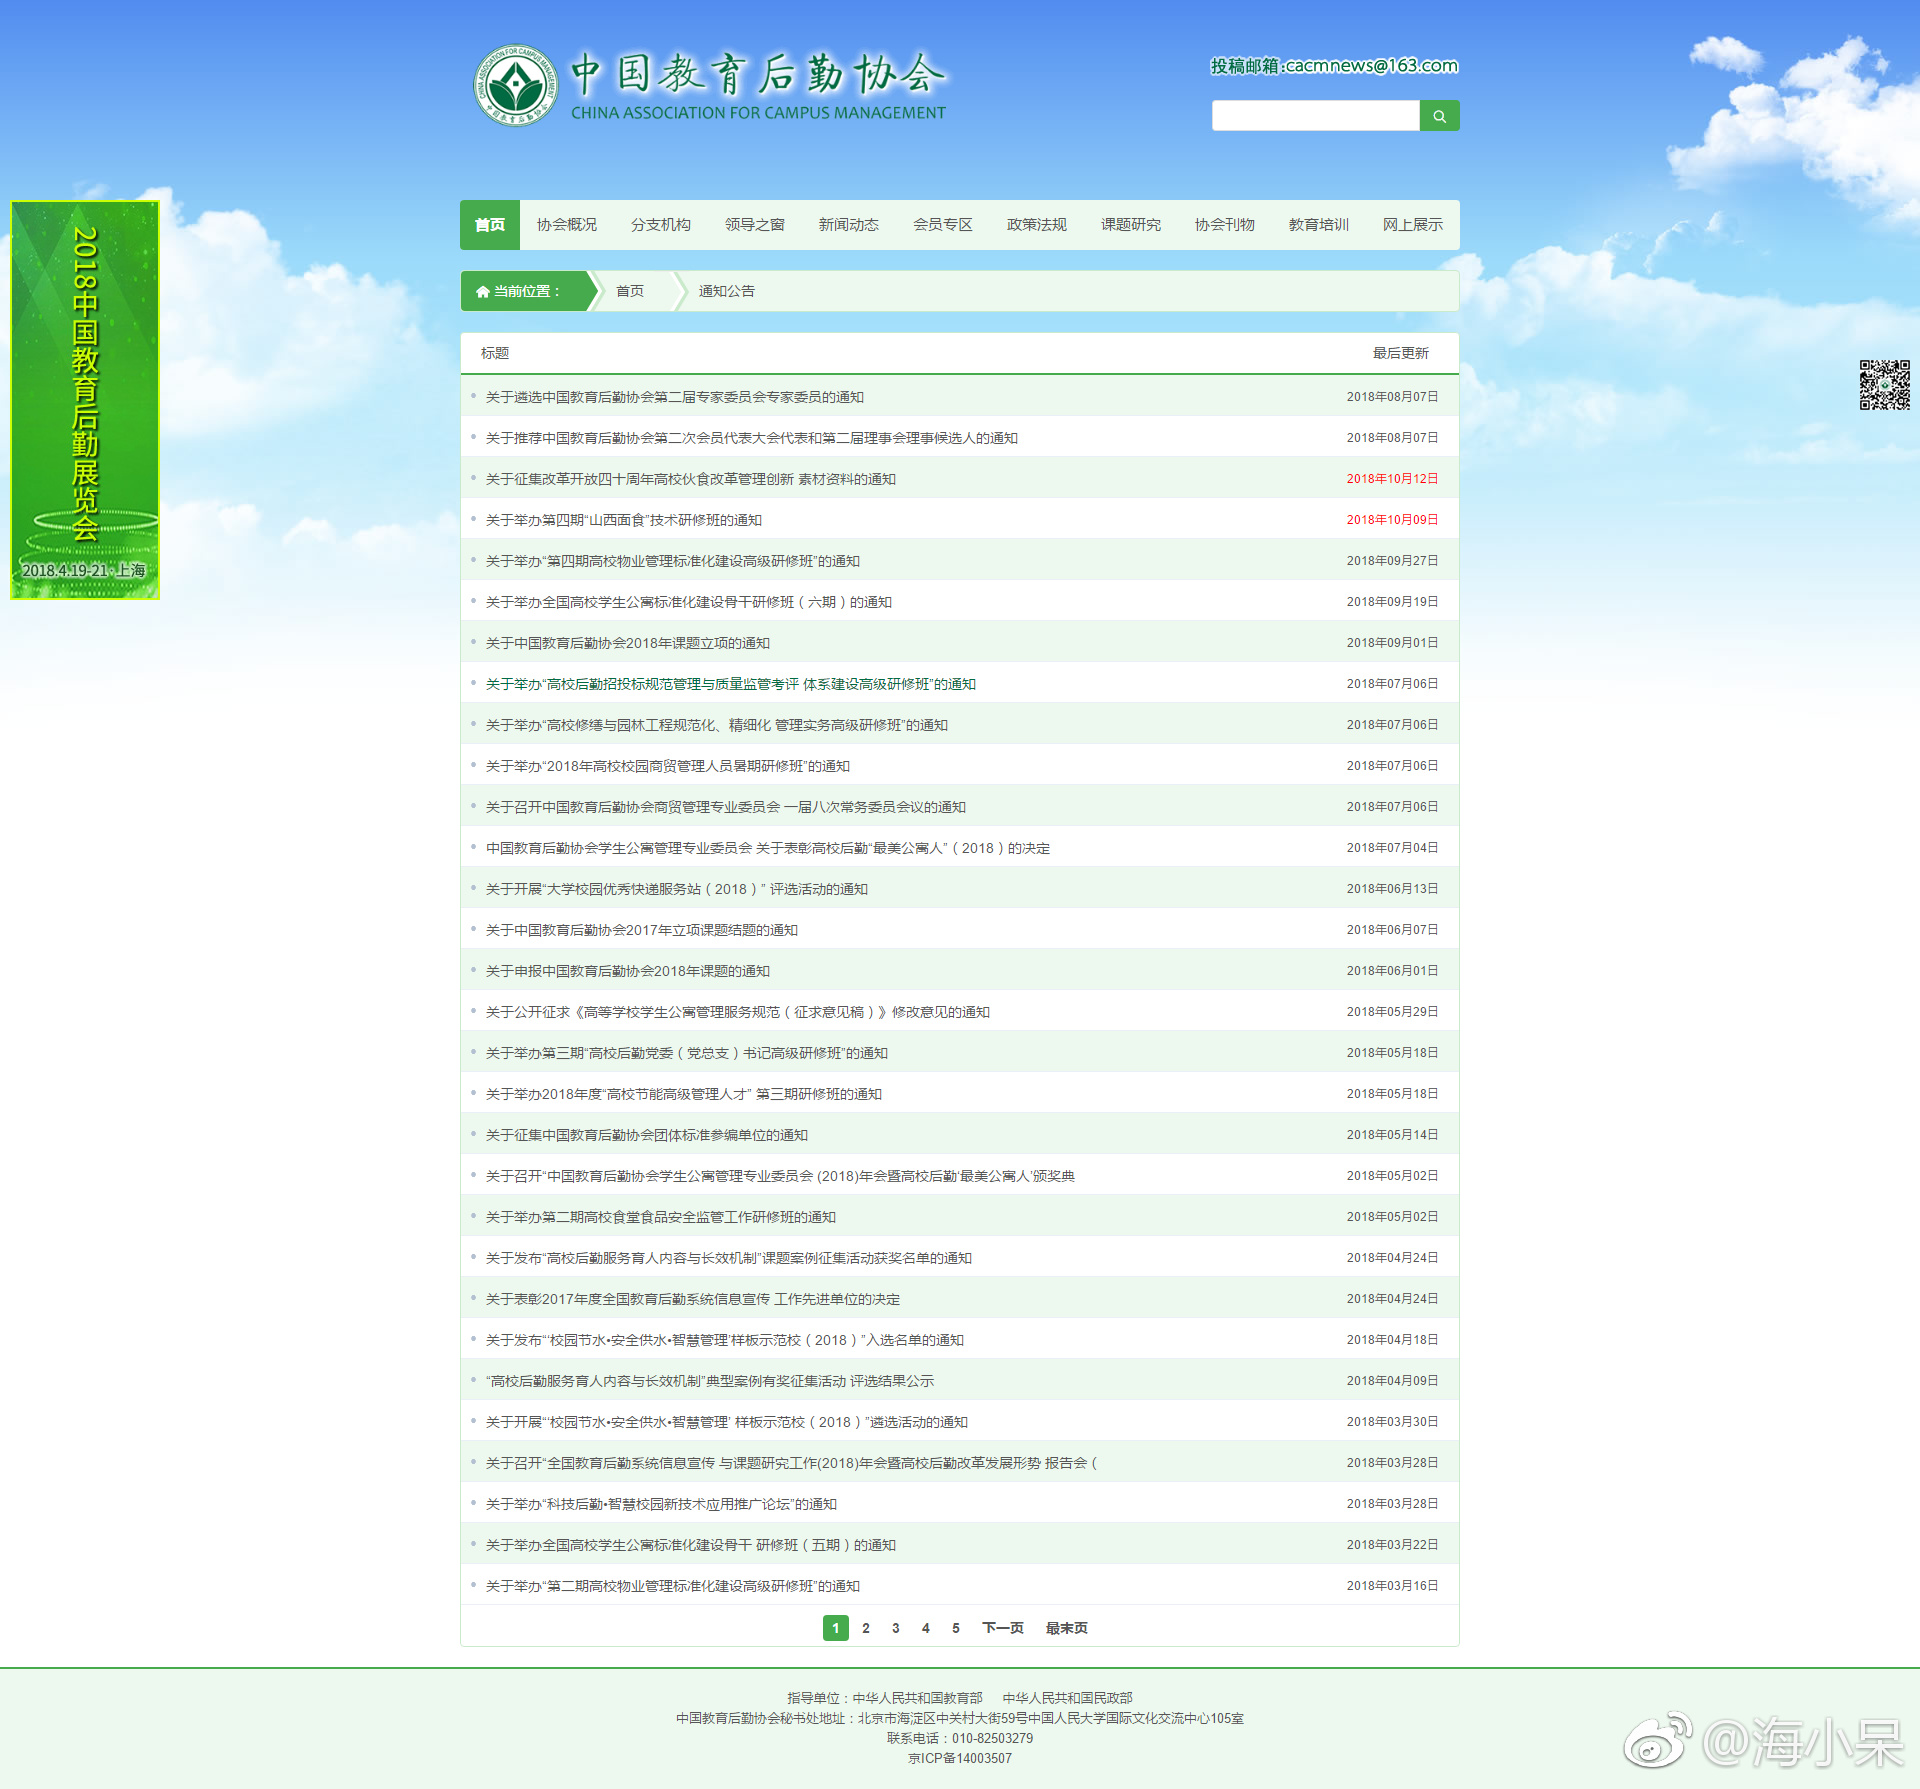 中国教育后勤协会
CHINA ASSOCIATION FOR CAMPUS MANAGEMENT
投稿邮箱:cacmnews@163.com
首页 协会概况 分支机构 领导之窗 新闻动态 会员专区 政策法规 课题研究 协会刊物 教育培训 网上展示
2018中国教育后勤展览会
2018.4.19-21·上海
当前位置： 首页 通知公告
标题 最后更新
关于遴选中国教育后勤协会第二届专家委员会专家委员的通知 2018年08月07日
关于推荐中国教育后勤协会第二次会员代表大会代表和第二届理事会理事候选人的通知 2018年08月07日
关于征集改革开放四十周年高校伙食改革管理创新 素材资料的通知 2018年10月12日
关于举办第四期“山西面食”技术研修班的通知 2018年10月09日
关于举办“第四期高校物业管理标准化建设高级研修班”的通知 2018年09月27日
关于举办全国高校学生公寓标准化建设骨干研修班（六期）的通知 2018年09月19日
关于中国教育后勤协会2018年课题立项的通知 2018年09月01日
关于举办“高校后勤招投标规范管理与质量监管考评 体系建设高级研修班”的通知 2018年07月06日
关于举办“高校修缮与园林工程规范化、精细化 管理实务高级研修班”的通知 2018年07月06日
关于举办“2018年高校校园商贸管理人员暑期研修班”的通知 2018年07月06日
关于召开中国教育后勤协会商贸管理专业委员会 一届八次常务委员会议的通知 2018年07月06日
中国教育后勤协会学生公寓管理专业委员会 关于表彰高校后勤“最美公寓人”（2018）的决定 2018年07月04日
关于开展“大学校园优秀快递服务站（2018）” 评选活动的通知 2018年06月13日
关于中国教育后勤协会2017年立项课题结题的通知 2018年06月07日
关于申报中国教育后勤协会2018年课题的通知 2018年06月01日
关于公开征求《高等学校学生公寓管理服务规范（征求意见稿）》修改意见的通知 2018年05月29日
关于举办第三期“高校后勤党委（党总支）书记高级研修班”的通知 2018年05月18日
关于举办2018年度“高校节能高级管理人才” 第三期研修班的通知 2018年05月18日
关于征集中国教育后勤协会团体标准参编单位的通知 2018年05月14日
关于召开“中国教育后勤协会学生公寓管理专业委员会 (2018)年会暨高校后勤‘最美公寓人’颁奖典 2018年05月02日
关于举办第二期高校食堂食品安全监管工作研修班的通知 2018年05月02日
关于发布“高校后勤服务育人内容与长效机制”课题案例征集活动获奖名单的通知 2018年04月24日
关于表彰2017年度全国教育后勤系统信息宣传 工作先进单位的决定 2018年04月24日
关于发布“‘校园节水•安全供水•智慧管理’样板示范校（2018）”入选名单的通知 2018年04月18日
“高校后勤服务育人内容与长效机制”典型案例有奖征集活动 评选结果公示 2018年04月09日
关于开展“‘校园节水•安全供水•智慧管理’ 样板示范校（2018）”遴选活动的通知 2018年03月30日
关于召开“全国教育后勤系统信息宣传 与课题研究工作(2018)年会暨高校后勤改革发展形势 报告会（ 2018年03月28日
关于举办“科技后勤•智慧校园新技术应用推广论坛”的通知 2018年03月28日
关于举办全国高校学生公寓标准化建设骨干 研修班（五期）的通知 2018年03月22日
关于举办“第二期高校物业管理标准化建设高级研修班”的通知 2018年03月16日
1 2 3 4 5 下一页 最末页
指导单位：中华人民共和国教育部 中华人民共和国民政部
中国教育后勤协会秘书处地址：北京市海淀区中关村大街59号中国人民大学国际文化交流中心105室
联系电话：010-82503279
京ICP备14003507
@海小呆